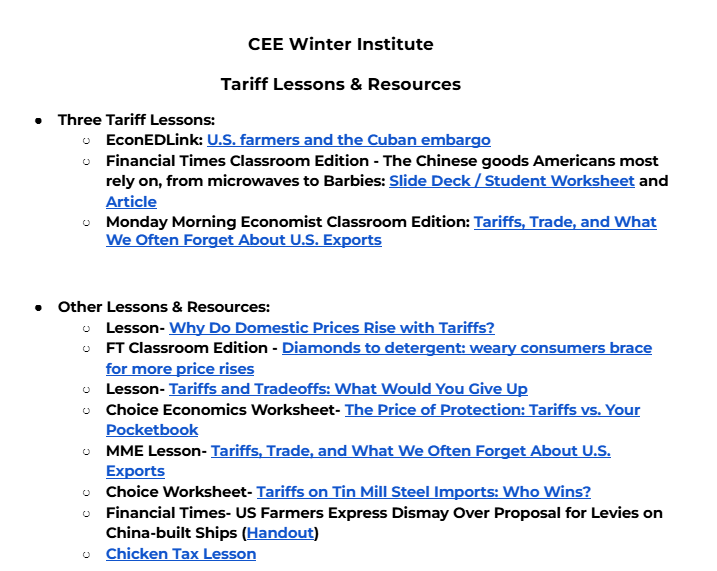 CEE Winter Institute
Tariff Lessons & Resources
● Three Tariff Lessons:
○ EconEDLink: U.S. farmers and the Cuban embargo
○ Financial Times Classroom Edition - The Chinese goods Americans most
rely on, from microwaves to Barbies: Slide Deck / Student Worksheet and
Article
○ Monday Morning Economist Classroom Edition: Tariffs, Trade, and What
We Often Forget About U.S. Exports
● Other Lessons & Resources:
○ Lesson- Why Do Domestic Prices Rise with Tariffs?
○ FT Classroom Edition - Diamonds to detergent: weary consumers brace
for more price rises
○ Lesson- Tariffs and Tradeoffs: What Would You Give Up
○ Choice Economics Worksheet- The Price of Protection: Tariffs vs. Your
Pocketbook
○ MME Lesson- Tariffs, Trade, and What We Often Forget About U.S.
Exports
○ Choice Worksheet- Tariffs on Tin Mill Steel Imports: Who Wins?
○ Financial Times- US Farmers Express Dismay Over Proposal for Levies on
China-built Ships (Handout)
○ Chicken Tax Lesson